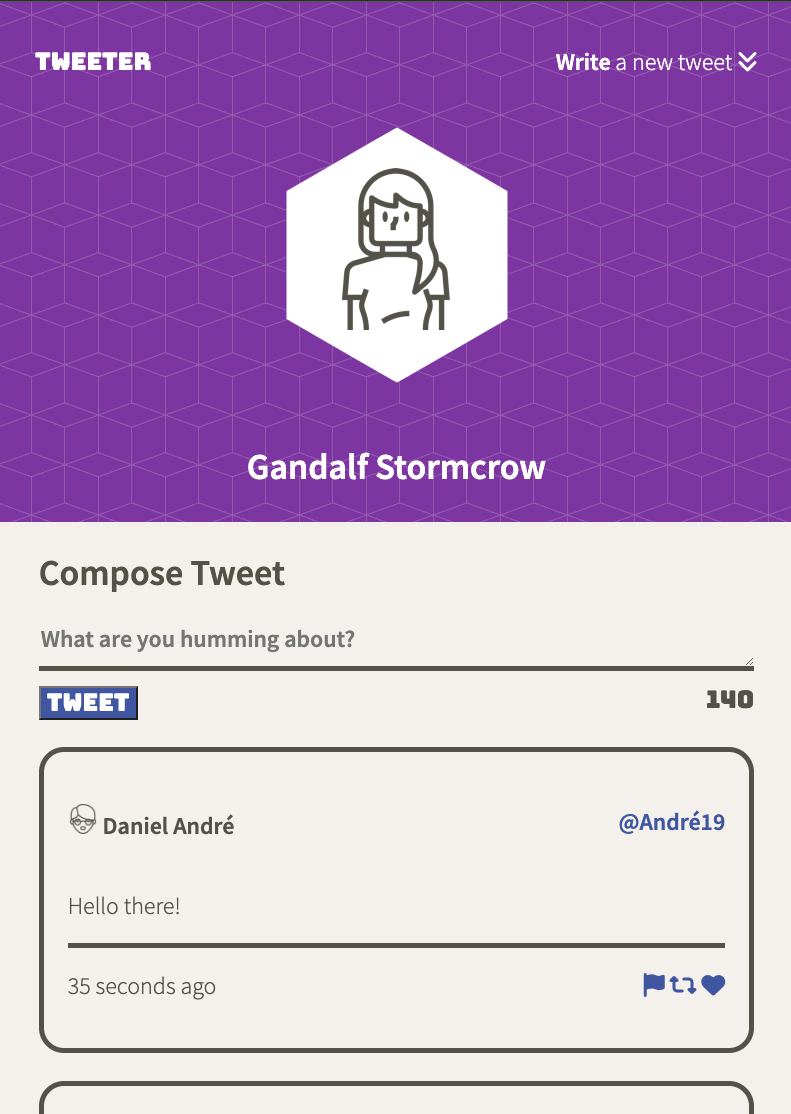 TWEETER
Write a new tweet
Gandalf Stormcrow
Compose Tweet
What are you humming about?
TWEET
140
Daniel André
@André19
Hello there!
35 seconds ago